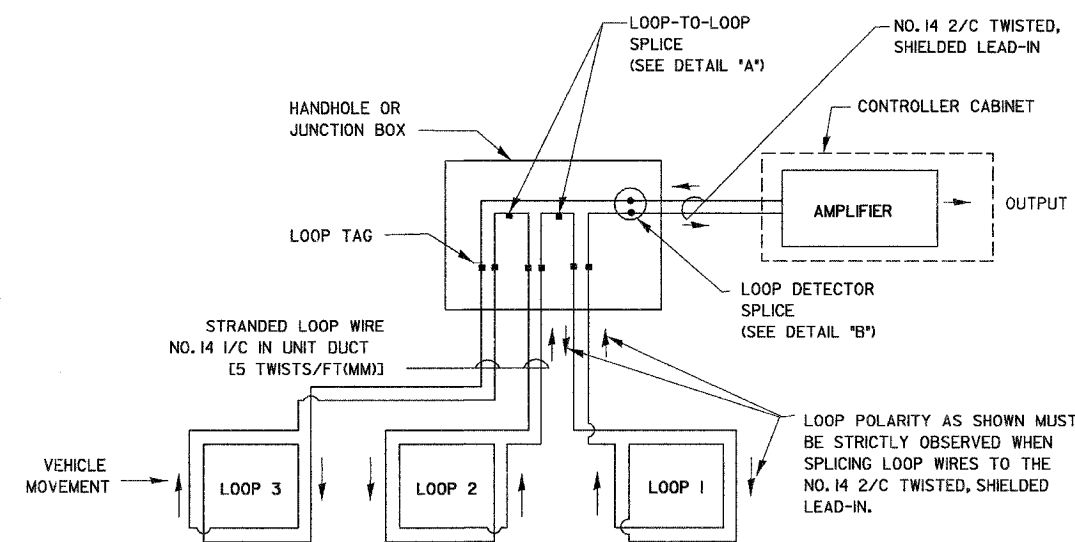 LOOP-TO-LOOP
SPLICE
(SEE DETAIL "A")
NO. 14 2/C TWISTED,
SHIELDED LEAD-IN
HANDHOLE OR
JUNCTION BOX
CONTROLLER CABINET
AMPLIFIER
OUTPUT
LOOP TAG
LOOP DETECTOR
SPLICE
(SEE DETAIL "B")
STRANDED LOOP WIRE
NO. 14 1/C IN UNIT DUCT
[5 TWISTS/FT(MM)]
LOOP POLARITY AS SHOWN MUST
BE STRICTLY OBSERVED WHEN
SPLICING LOOP WIRES TO THE
NO. 14 2/C TWISTED, SHIELDED
LEAD-IN.
VEHICLE
MOVEMENT
LOOP 3
LOOP 2
LOOP 1